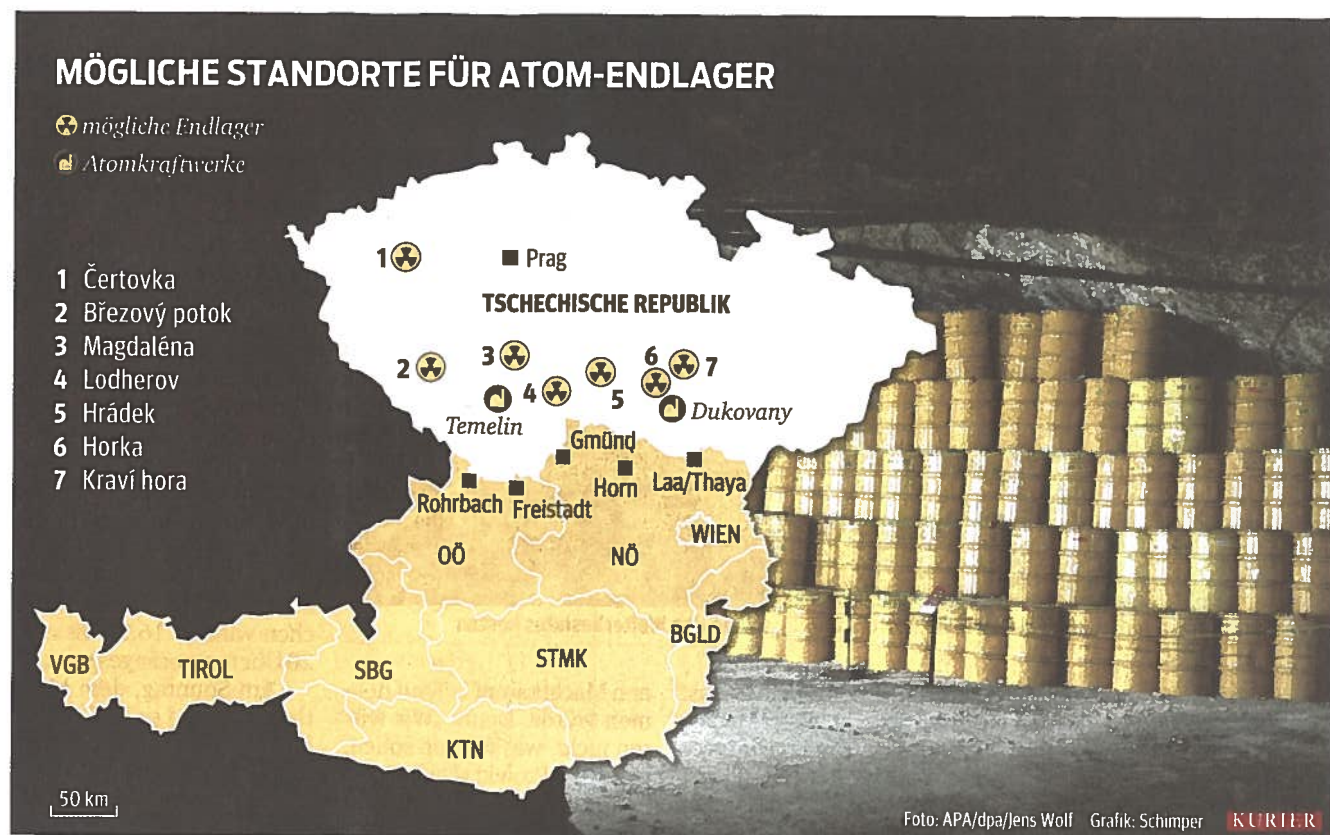 MÖGLICHE STANDORTE FÜR ATOM-ENDLAGER
mögliche Endlager
Atomkraftwerke
1 Čertovka
2 Březový potok
3 Magdaléna
4 Lodherov
5 Hrádek
6 Horka
7 Kraví hora
1
Prag
TSCHECHISCHE REPUBLIK
2
3
4
5
6
7
Temelin
Dukovany
Gmünd
Rohrbach
Freistadt
Horn
Laa/Thaya
WIEN
OÖ
NÖ
BGLD
VGB
TIROL
SBG
STMK
KTN
50 km
Foto: APA/dpa/Jens Wolf Grafik: Schimper KURIER